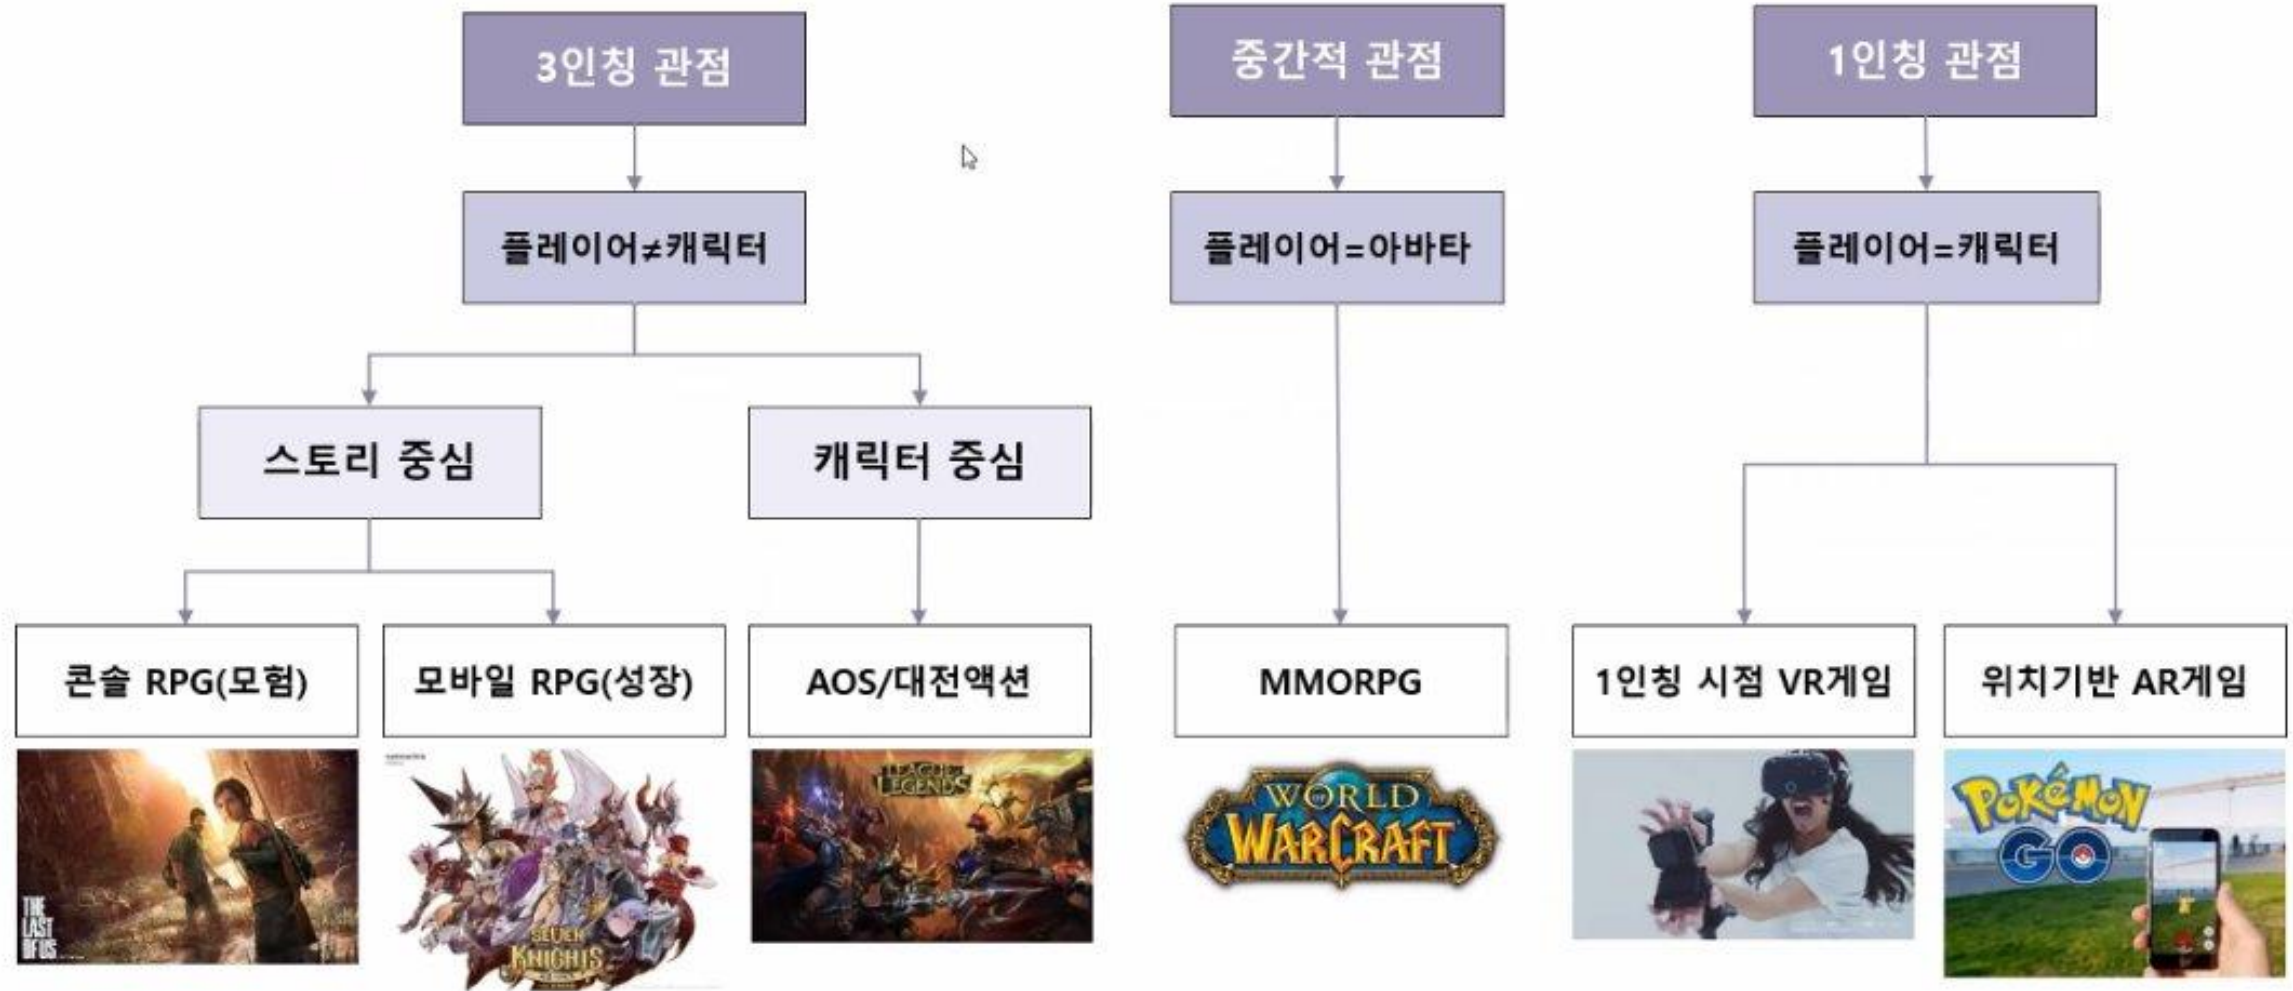 3인칭 관점
중간적 관점
1인칭 관점
플레이어≠캐릭터
플레이어=아바타
플레이어=캐릭터
스토리 중심
캐릭터 중심
콘솔 RPG(모험)
모바일 RPG(성장)
AOS/대전액션
MMORPG
1인칭 시점 VR게임
위치기반 AR게임
THE
LAST
OF US
SEVEN
KNIGHTS
LEAGUE
LEGENDS
WORLD
WARCRAFT
POKÉMON
GO